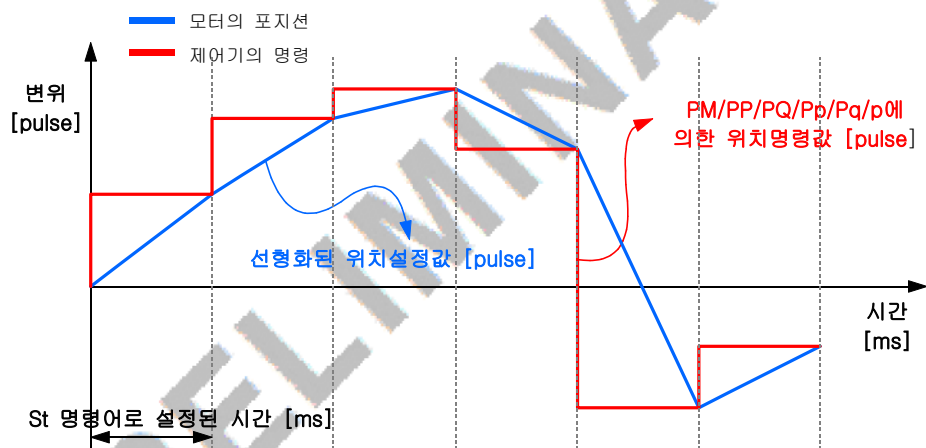 모터의 포지션
제어기의 명령
변위
[pulse]
PM/PP/PQ/Pp/Pq/p에
의한 위치명령값 [pulse]
선형화된 위치설정값 [pulse]
시간
[ms]
St 명령어로 설정된 시간 [ms]